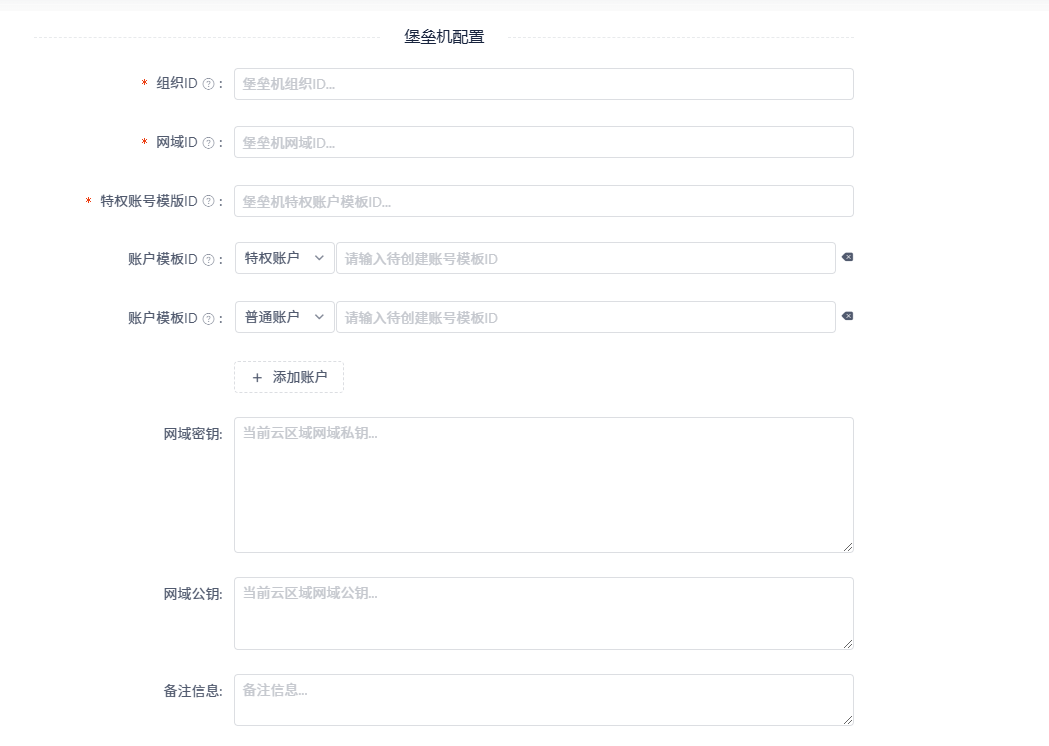 堡垒机配置
* 组织ID ? : 堡垒机组织ID...
* 网域ID ? : 堡垒机网域ID...
* 特权账号模版ID ? : 堡垒机特权账户模板ID...
账户模板ID ? : 特权账户 请输入待创建账号模板ID
账户模板ID ? : 普通账户 请输入待创建账号模板ID
+ 添加账户
网域密钥: 当前云区域网域私钥...
网域公钥: 当前云区域网域公钥...
备注信息: 备注信息...